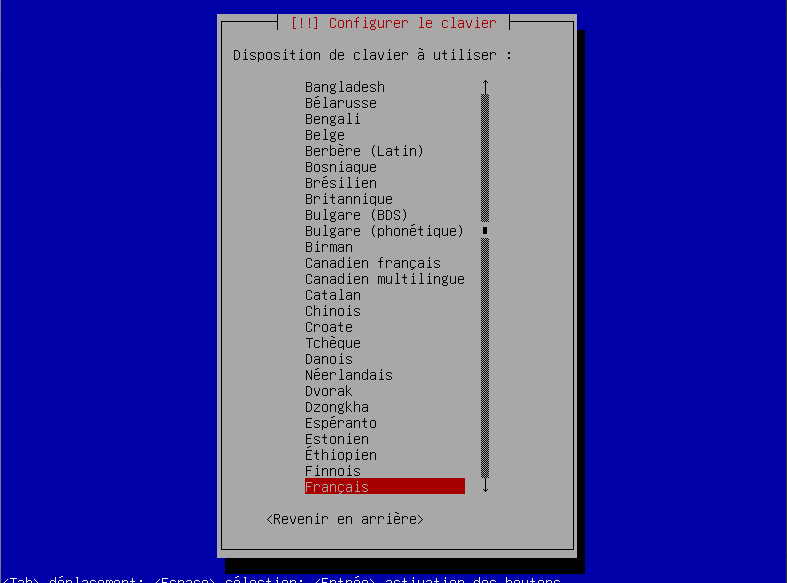 [!!] Configurer le clavier
Disposition de clavier à utiliser :
Bangladesh
Bélarusse
Bengali
Belge
Berbère (Latin)
Bosniaque
Brésilien
Britannique
Bulgare (BDS)
Bulgare (phonétique)
Birman
Canadien français
Canadien multilingue
Catalan
Chinois
Croate
Tchèque
Danois
Néerlandais
Dvorak
Dzongkha
Espéranto
Estonien
Éthiopien
Finnois
Français
<Revenir en arrière>
<Tab> déplacement; <Espace> sélection; <Entrée> activation des boutons